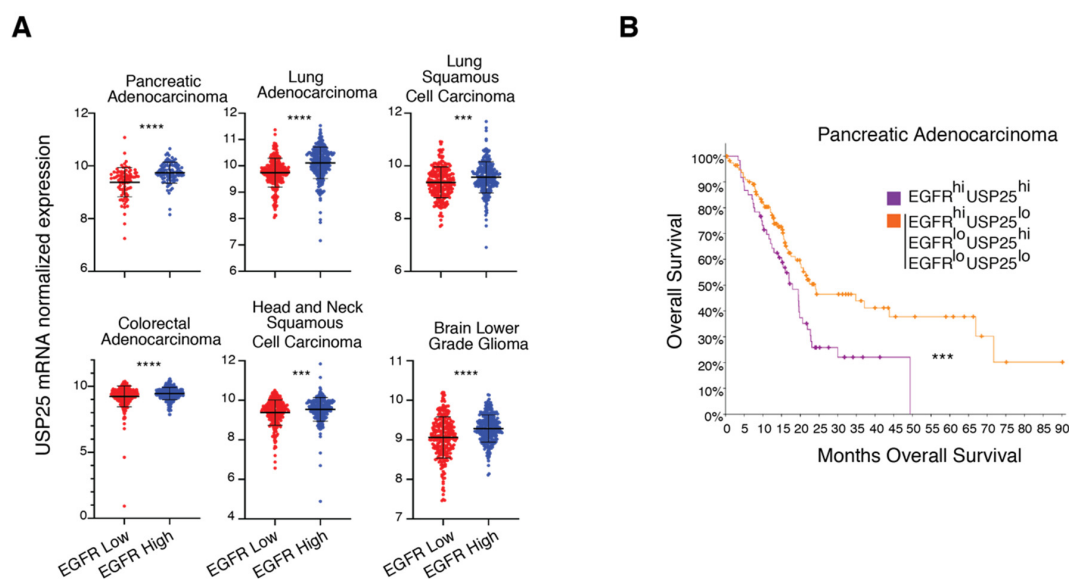 A
B
USP25 mRNA normalized expression
Pancreatic
Adenocarcinoma
12
10
8
6
****
Lung
Adenocarcinoma
12
11
10
9
8
7
6
****
Lung
Squamous
Cell Carcinoma
12
10
8
6
***
Colorectal
Adenocarcinoma
10
5
0
****
EGFR Low
EGFR High
Head and Neck
Squamous
Cell Carcinoma
12
10
8
6
4
***
EGFR Low
EGFR High
Brain Lower
Grade Glioma
11
10
9
8
7
****
EGFR Low
EGFR High
Pancreatic Adenocarcinoma
Overall Survival
100%
90%
80%
70%
60%
50%
40%
30%
20%
10%
0%
EGFRhiUSP25hi
EGFRhiUSP25lo
EGFRloUSP25hi
EGFRloUSP25lo
***
0 5 10 15 20 25 30 35 40 45 50 55 60 65 70 75 80 85 90
Months Overall Survival